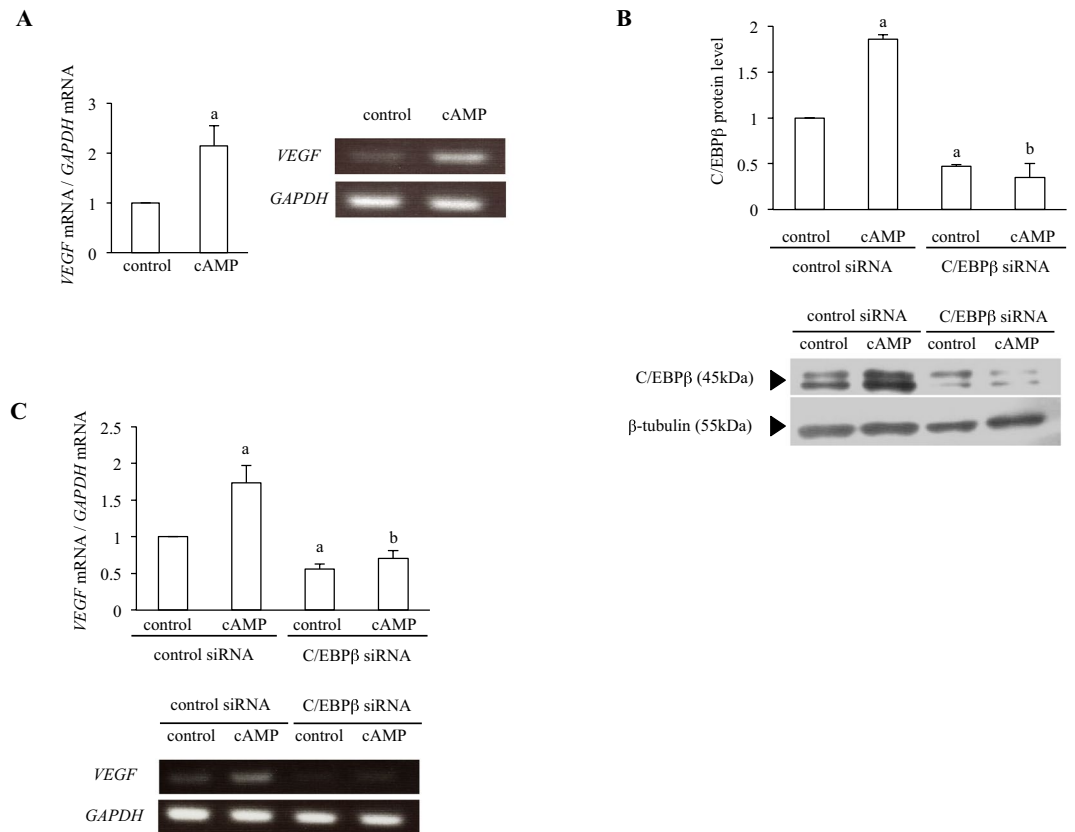 A
VEGF mRNA / GAPDH mRNA
3
2
1
0
a
control
cAMP
control
cAMP
VEGF
GAPDH
B
C/EBPβ protein level
2
1.5
1
0.5
0
a
a
b
control
cAMP
control
cAMP
control siRNA
C/EBPβ siRNA
control siRNA
C/EBPβ siRNA
control
cAMP
control
cAMP
C/EBPβ (45kDa)
β-tubulin (55kDa)
C
VEGF mRNA / GAPDH mRNA
2.5
2
1.5
1
0.5
0
a
a
b
control
cAMP
control
cAMP
control siRNA
C/EBPβ siRNA
control siRNA
C/EBPβ siRNA
control
cAMP
control
cAMP
VEGF
GAPDH